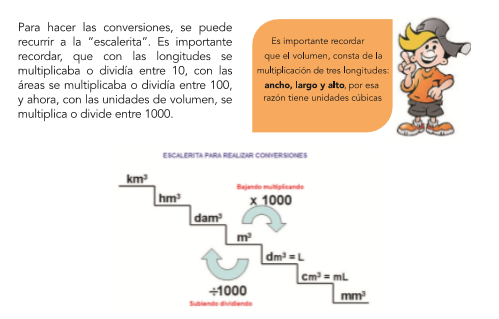 Para hacer las conversiones, se puede
recurrir a la “escalerita”. Es importante
recordar, que con las longitudes se
multiplicaba o dividía entre 10, con las
áreas se multiplicaba o dividía entre 100,
y ahora, con las unidades de volumen, se
multiplica o divide entre 1000.
Es importante recordar
que el volumen, consta de la
multiplicación de tres longitudes:
ancho, largo y alto, por esa
razón tiene unidades cúbicas
ESCALERITA PARA REALIZAR CONVERSIONES
km³
hm³
dam³
m³
dm³ = L
cm³ = mL
mm³
Bajando multiplicando
x 1000
÷1000
Subiendo dividiendo